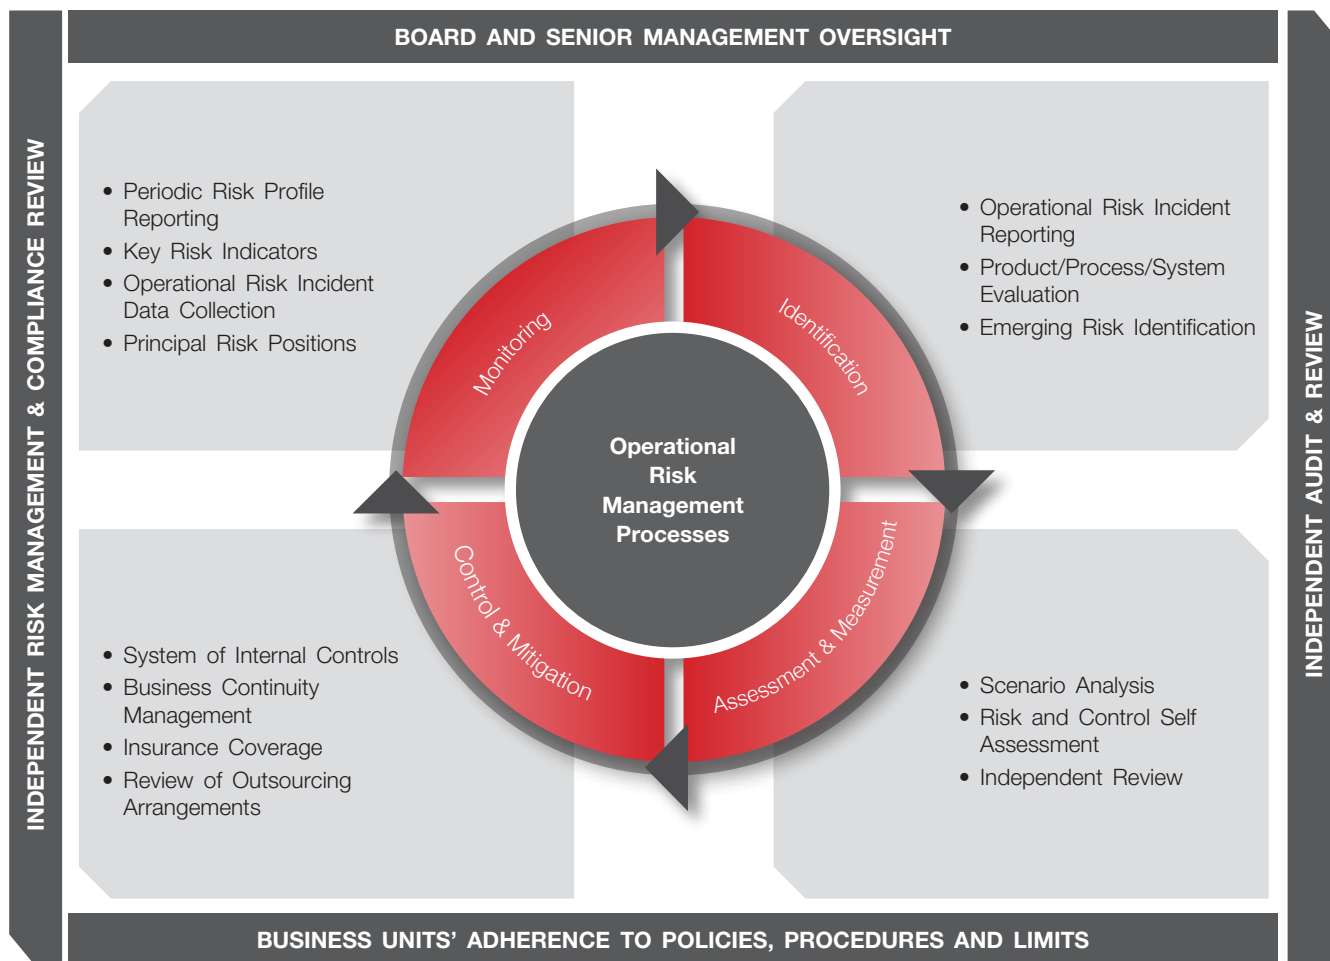 BOARD AND SENIOR MANAGEMENT OVERSIGHT
INDEPENDENT RISK MANAGEMENT & COMPLIANCE REVIEW
• Periodic Risk Profile
Reporting
• Key Risk Indicators
• Operational Risk Incident
Data Collection
• Principal Risk Positions
Monitoring
Identification
• Operational Risk Incident
Reporting
• Product/Process/System
Evaluation
• Emerging Risk Identification
INDEPENDENT AUDIT & REVIEW
Operational
Risk
Management
Processes
• System of Internal Controls
• Business Continuity
Management
• Insurance Coverage
• Review of Outsourcing
Arrangements
Control & Mitigation
Assessment & Measurement
• Scenario Analysis
• Risk and Control Self
Assessment
• Independent Review
BUSINESS UNITS’ ADHERENCE TO POLICIES, PROCEDURES AND LIMITS